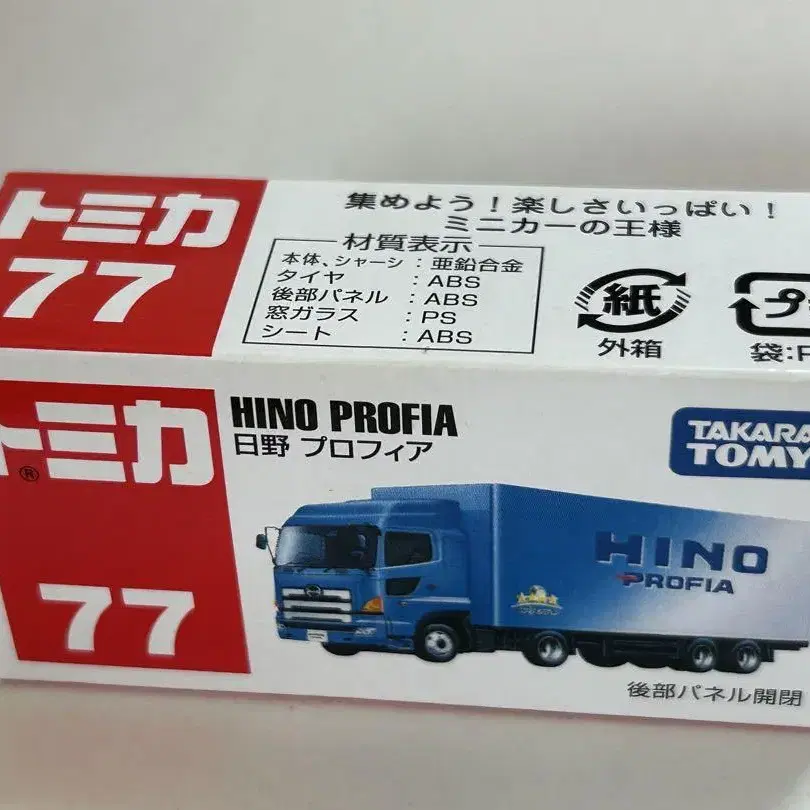 トミカ
77
集めよう！楽しさいっぱい！
ミニカーの王様
材質表示
本体、シャーシ：亜鉛合金
タイヤ：ABS
後部パネル：ABS
窓ガラス：PS
シート：ABS
紙
外箱
プ
袋：P
トミカ®
77
HINO PROFIA
日野 プロフィア
TAKARA
TOMY
HINO
PROFIA
後部パネル開閉